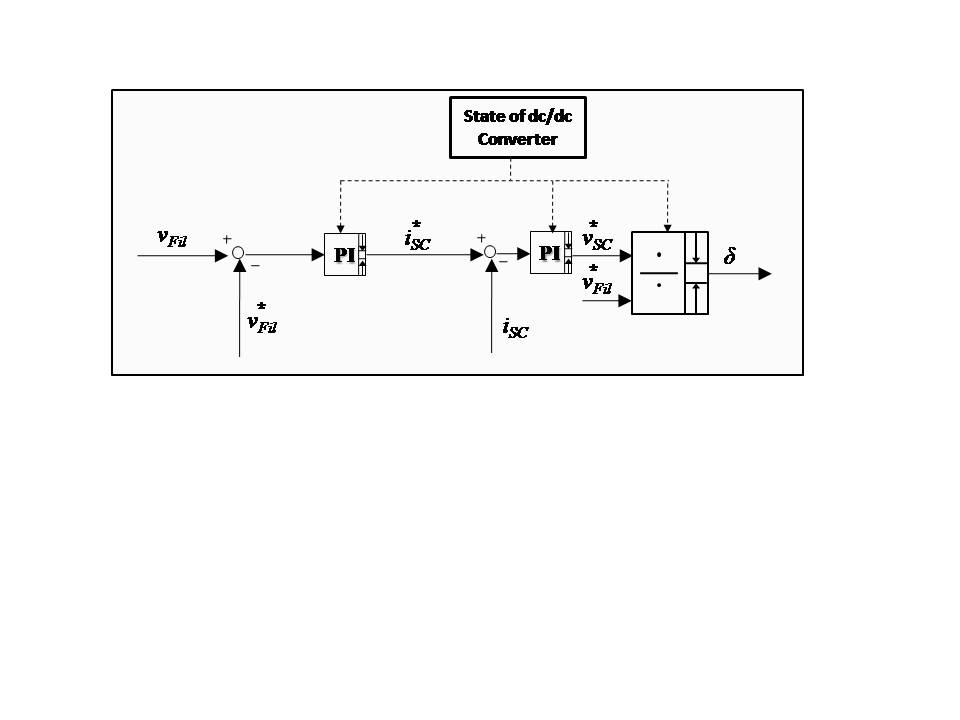 State of dc/dc
Converter
v_Fil
+
−
v*_Fil
PI
i*_SC
+
−
i_SC
PI
v*_SC
v*_Fil
÷
δ